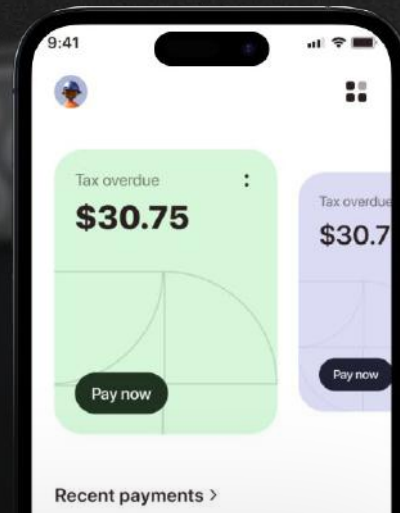 9:41
Tax overdue
$30.75
Pay now
Tax overdue
$30.7
Pay now
Recent payments >